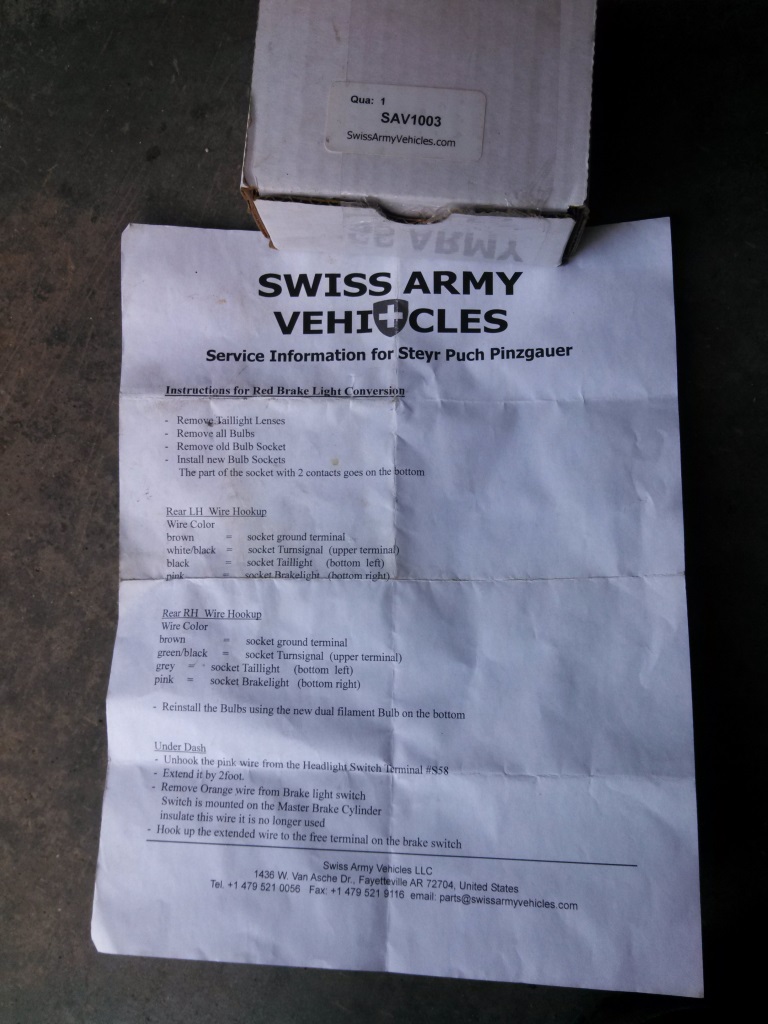 Qua: 1
SAV1003
SwissArmyVehicles.com
SS ARMY
SWISS ARMY
VEHICLES
Service Information for Steyr Puch Pinzgauer
Instructions for Red Brake Light Conversion
- Remove Taillight Lenses
- Remove all Bulbs
- Remove old Bulb Socket
- Install new Bulb Sockets
The part of the socket with 2 contacts goes on the bottom
Rear LH Wire Hookup
Wire Color
brown = socket ground terminal
white/black = socket Turnsignal (upper terminal)
black = socket Taillight (bottom left)
pink = socket Brakelight (bottom right)
Rear RH Wire Hookup
Wire Color
brown = socket ground terminal
green/black = socket Turnsignal (upper terminal)
grey = socket Taillight (bottom left)
pink = socket Brakelight (bottom right)
- Reinstall the Bulbs using the new dual filament Bulb on the bottom
Under Dash
- Unhook the pink wire from the Headlight Switch Terminal #S58
- Extend it by 2foot.
- Remove Orange wire from Brake light switch
Switch is mounted on the Master Brake Cylinder
insulate this wire it is no longer used
- Hook up the extended wire to the free terminal on the brake switch
Swiss Army Vehicles LLC
1436 W. Van Asche Dr., Fayetteville AR 72704, United States
Tel. +1 479 521 0056 Fax: +1 479 521 9116 email: parts@swissarmyvehicles.com